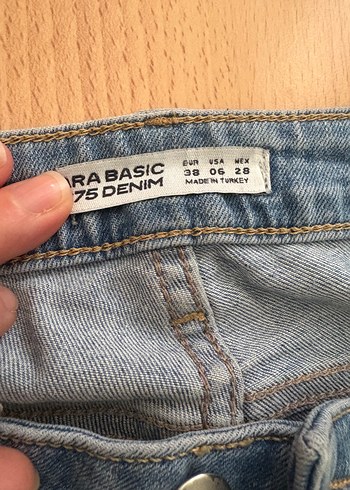 ARA BASIC
75 DENIM
EUR USA MEX
38 06 28
MADE IN TURKEY